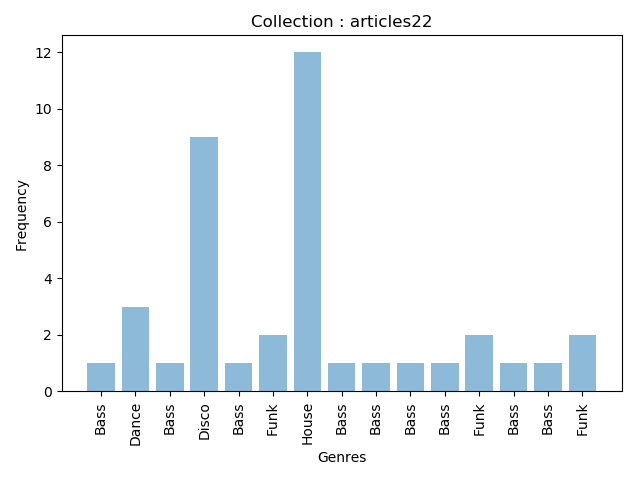 Collection : articles22
12
10
8
6
4
2
0
Frequency
Bass
Dance
Bass
Disco
Bass
Funk
House
Bass
Bass
Bass
Bass
Funk
Bass
Bass
Funk
Genres